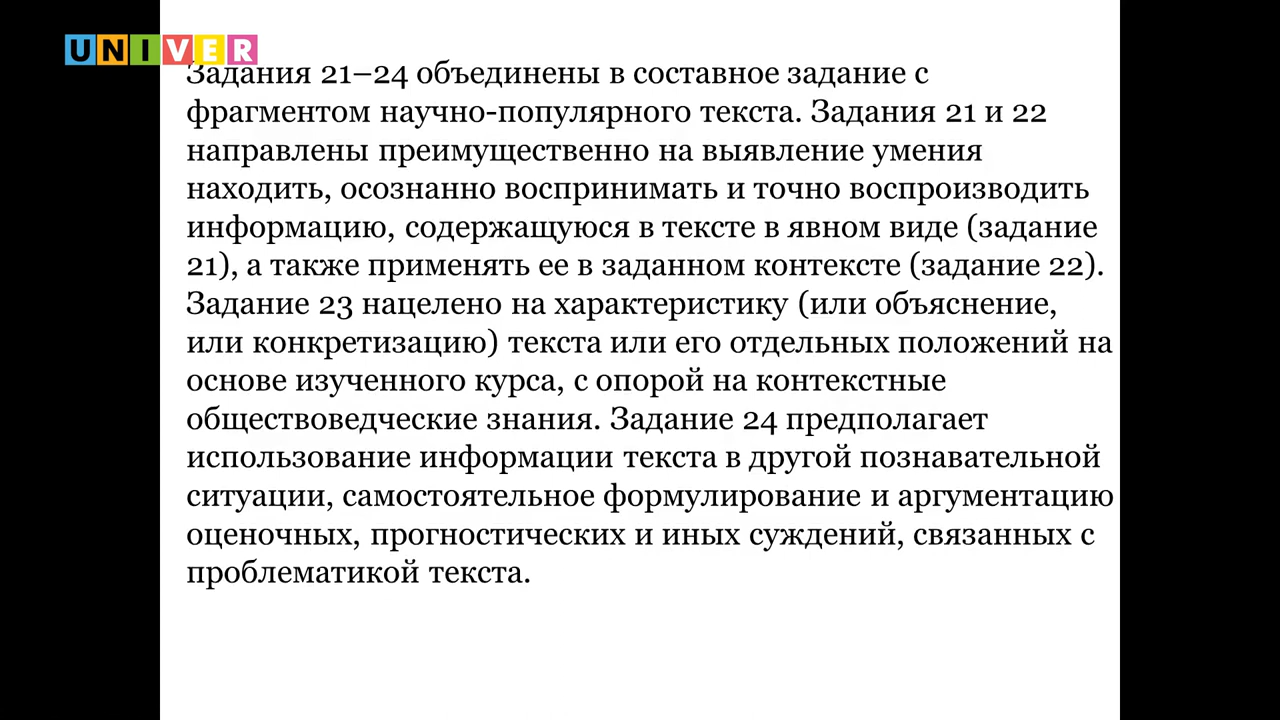 UNIVER
Задания 21–24 объединены в составное задание с
фрагментом научно-популярного текста. Задания 21 и 22
направлены преимущественно на выявление умения
находить, осознанно воспринимать и точно воспроизводить
информацию, содержащуюся в тексте в явном виде (задание
21), а также применять ее в заданном контексте (задание 22).
Задание 23 нацелено на характеристику (или объяснение,
или конкретизацию) текста или его отдельных положений на
основе изученного курса, с опорой на контекстные
обществоведческие знания. Задание 24 предполагает
использование информации текста в другой познавательной
ситуации, самостоятельное формулирование и аргументацию
оценочных, прогностических и иных суждений, связанных с
проблематикой текста.